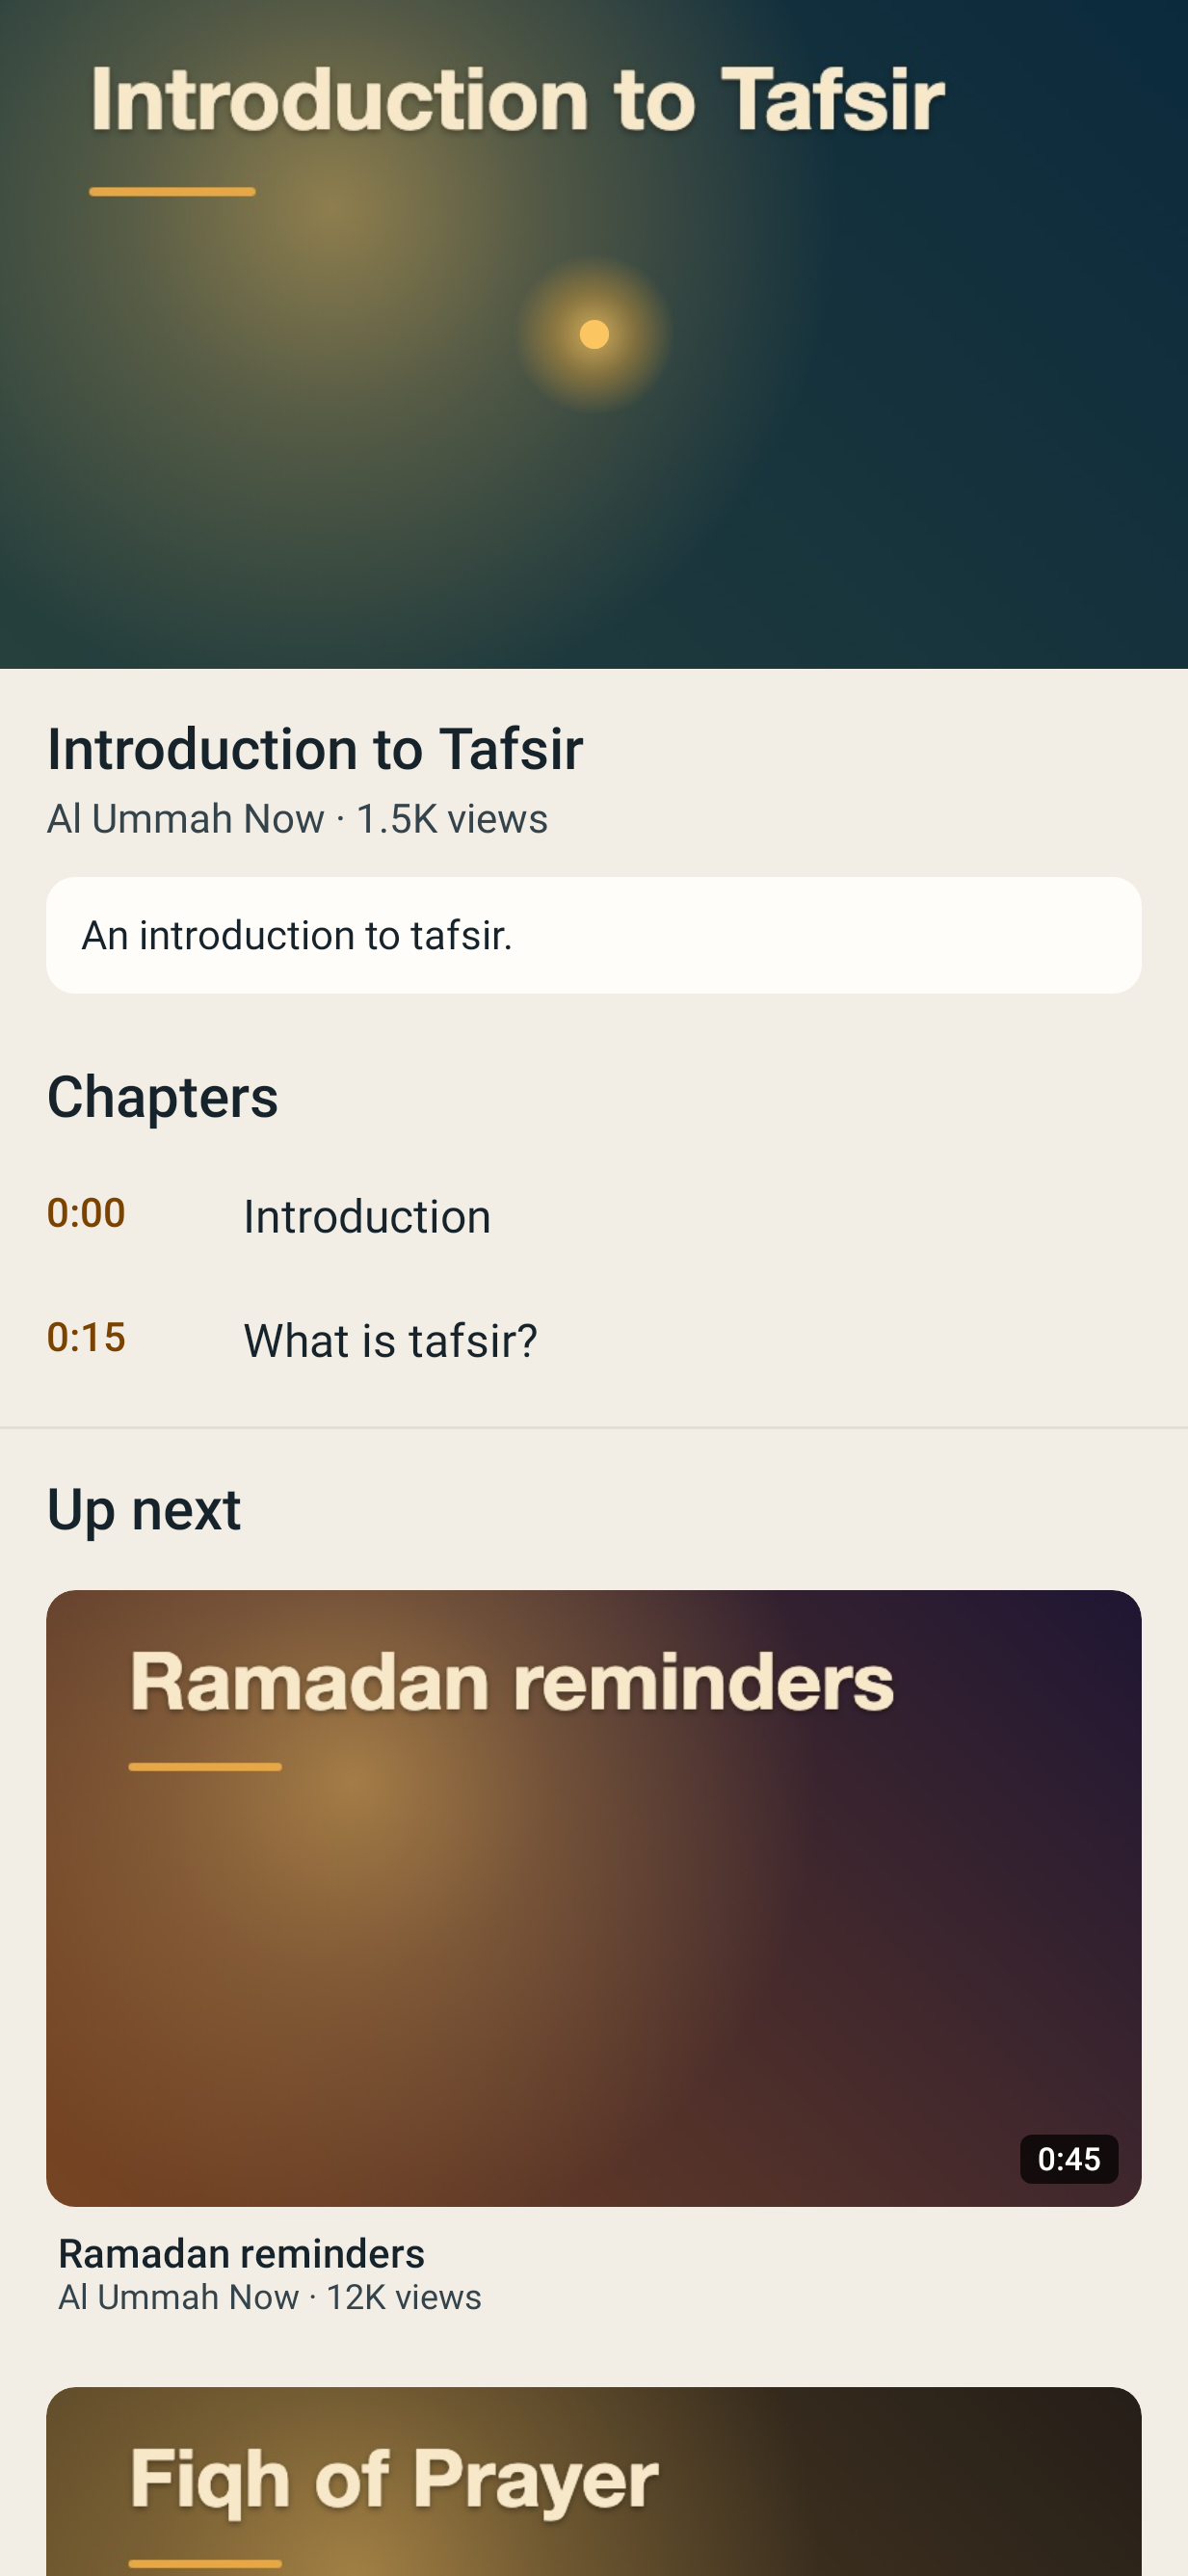 Introduction to Tafsir
Introduction to Tafsir
Al Ummah Now · 1.5K views
An introduction to tafsir.
Chapters
0:00 Introduction
0:15 What is tafsir?
Up next
Ramadan reminders
0:45
Ramadan reminders
Al Ummah Now · 12K views
Fiqh of Prayer